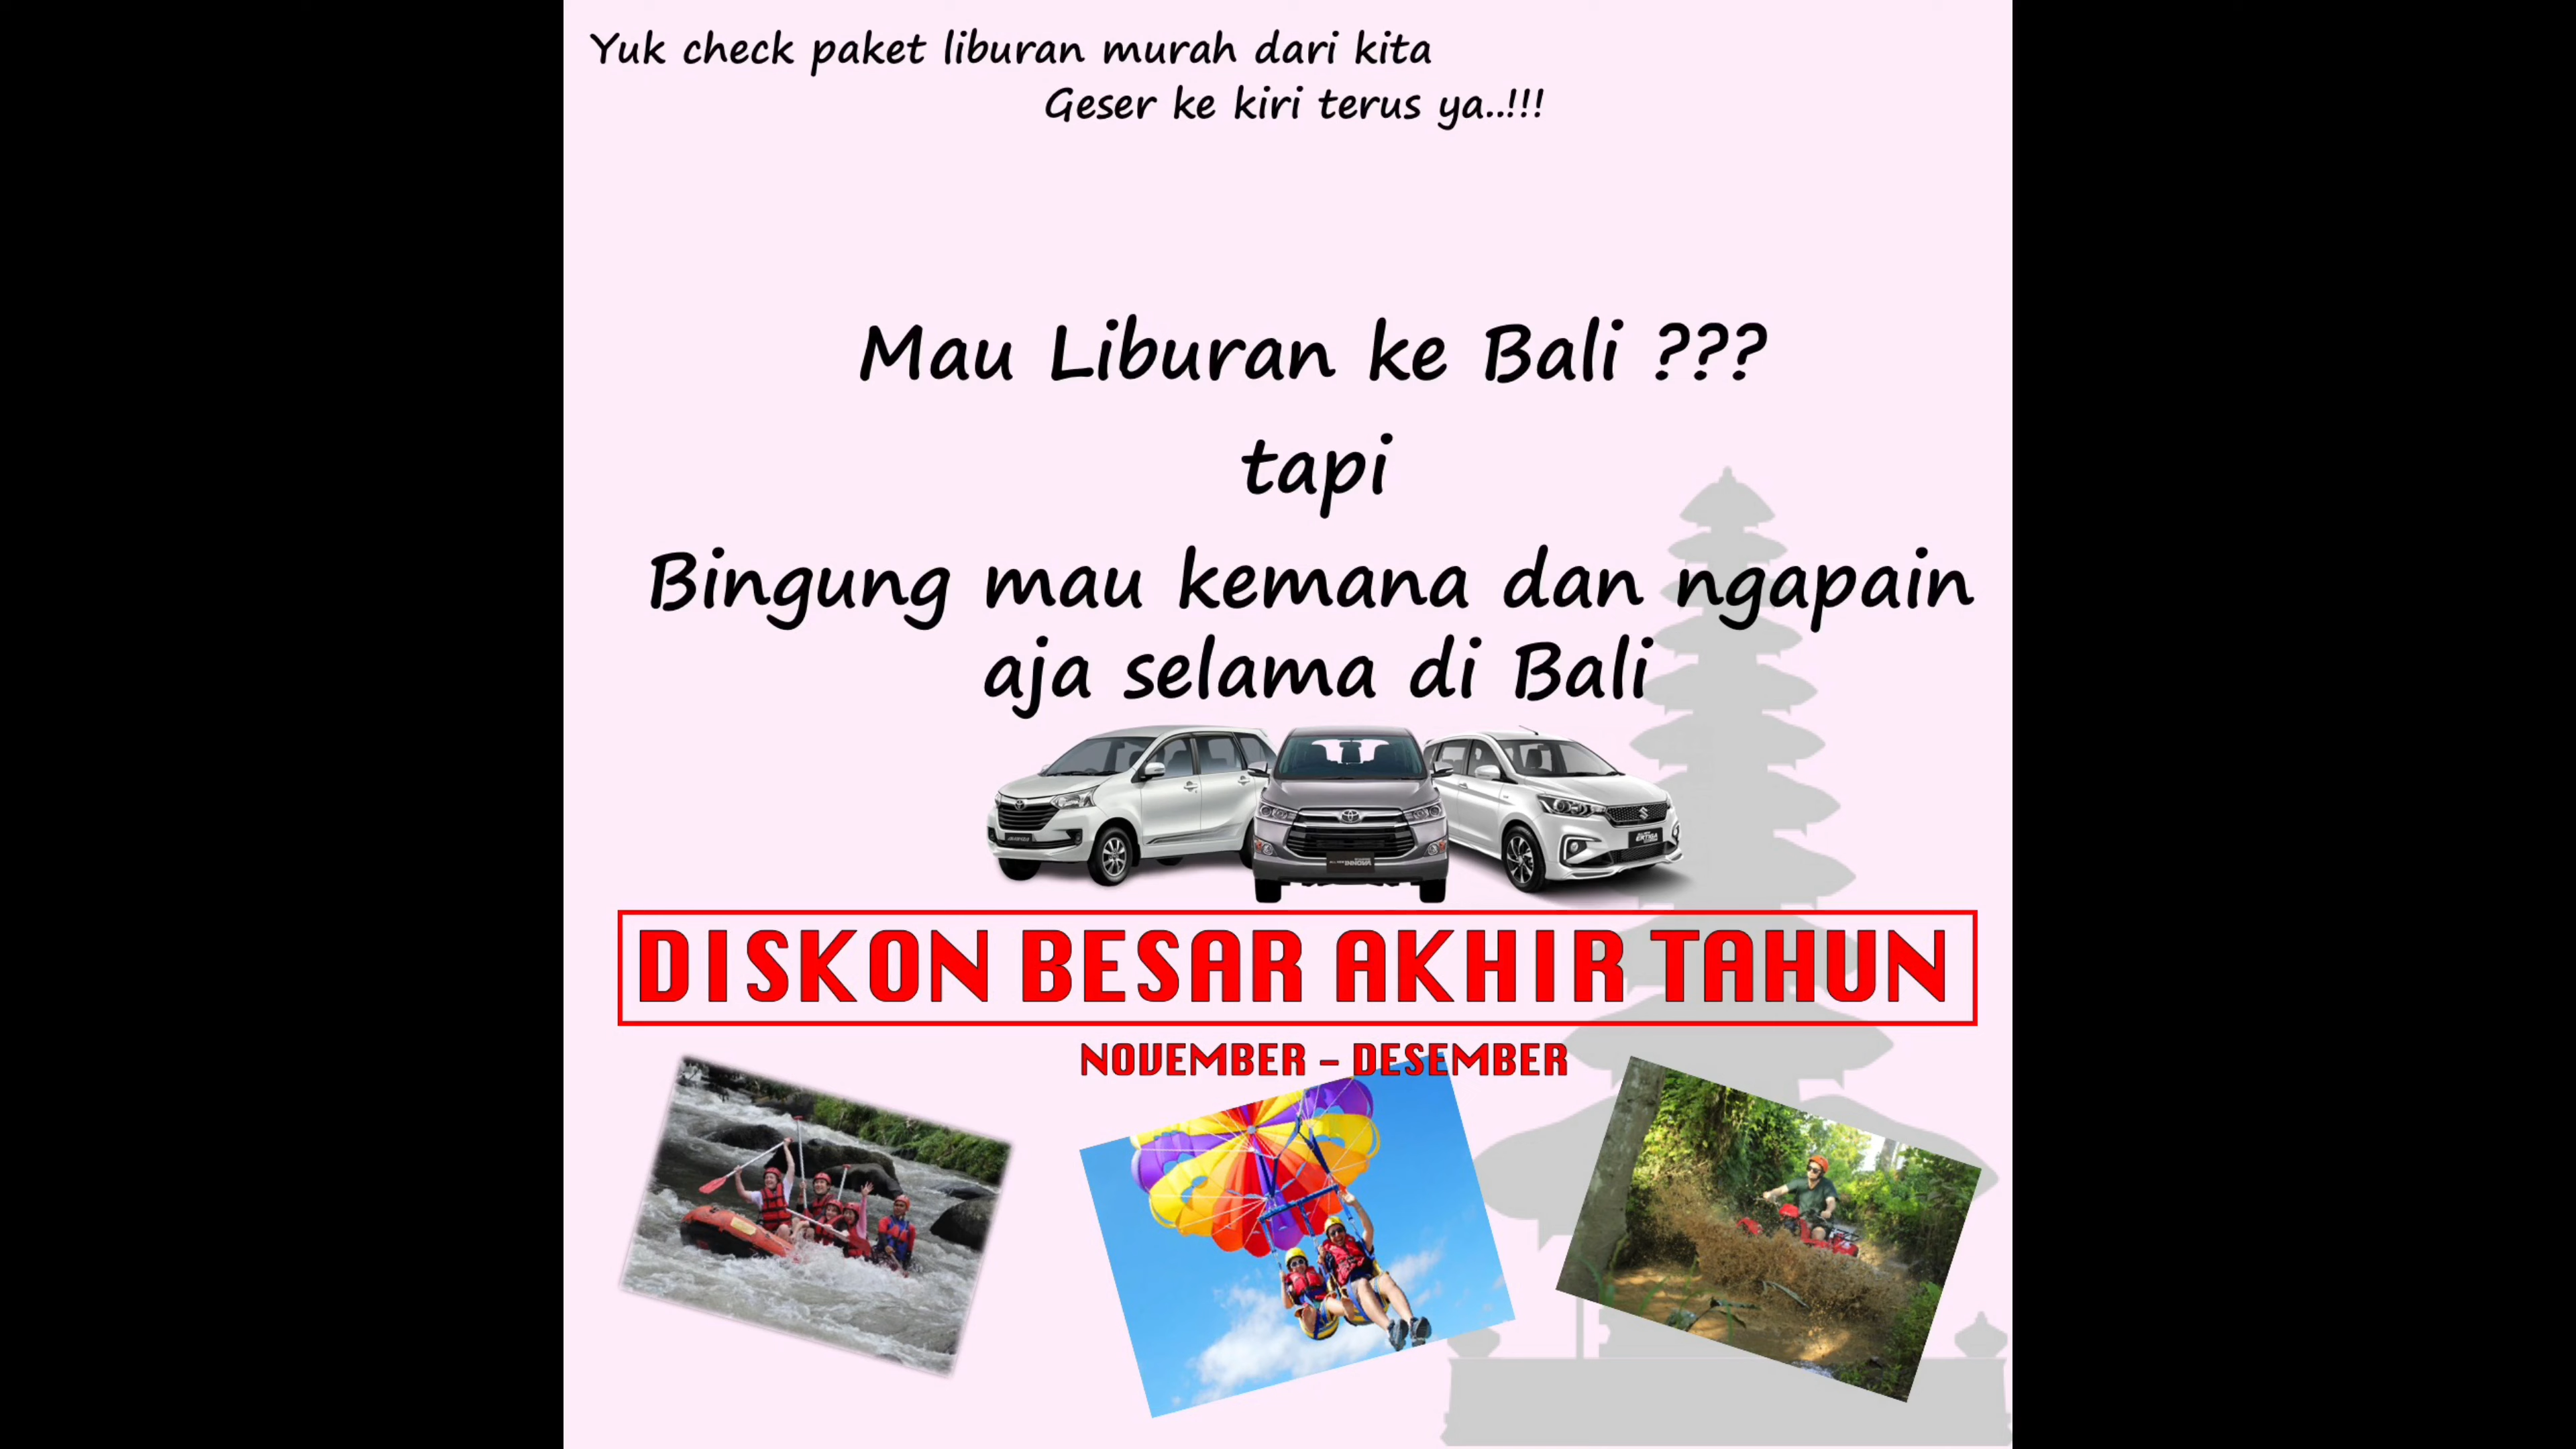 Yuk check paket liburan murah dari kita
Geser ke kiri terus ya..!!!
Mau Liburan ke Bali ???
tapi
Bingung mau kemana dan ngapain
aja selama di Bali
DISKON BESAR AKHIR TAHUN
NOVEMBER - DESEMBER